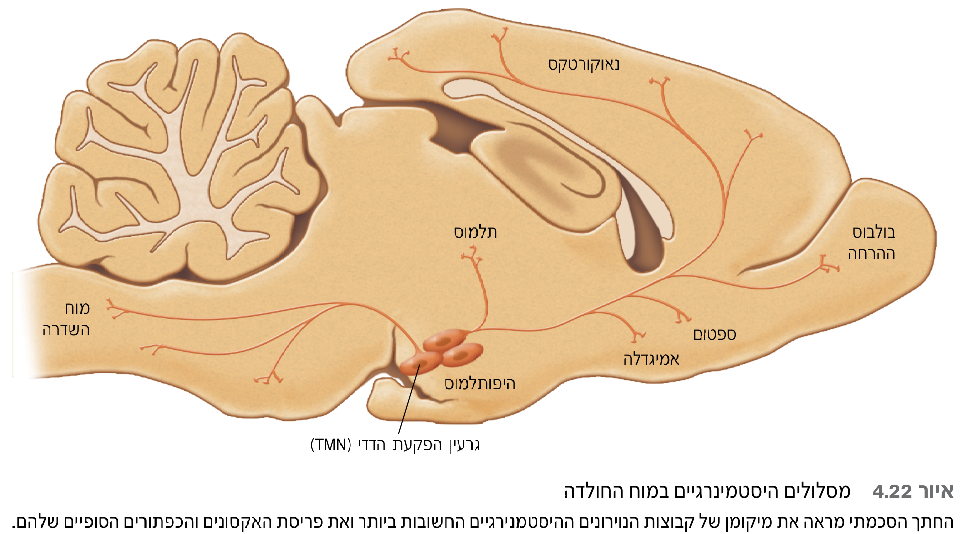 נאוקורטקס
תלמוס
בולבוס
ההרחה
מוח
השדרה
ספטום
אמיגדלה
היפותלמוס
גרעין הפקעת הדדי (TMN)
איור 4.22 מסלולים היסטמינרגיים במוח החולדה
החתך הסכמתי מראה את מיקומן של קבוצות הנוירונים ההיסטמנירגיים החשובות ביותר ואת פריסת האקסונים והכפתורים הסופיים שלהם.